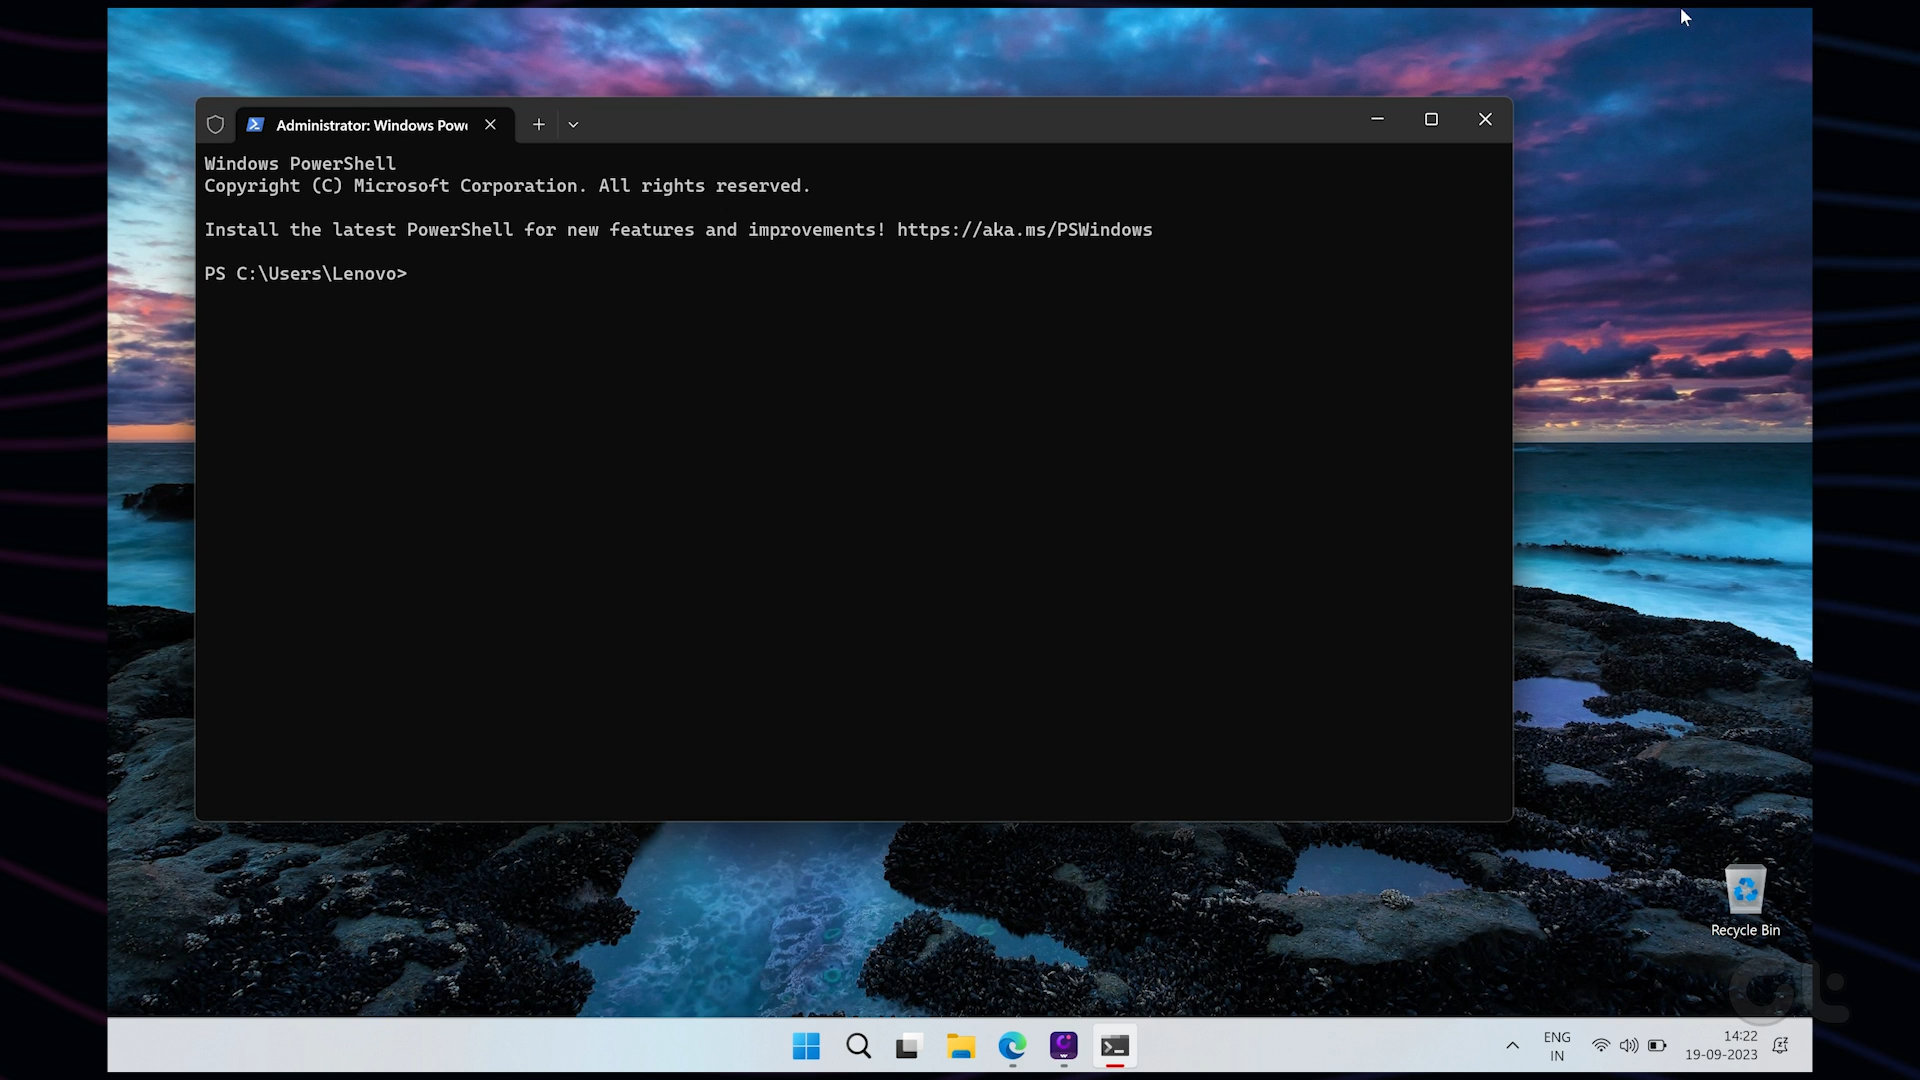 Administrator: Windows Pow
Windows PowerShell
Copyright (C) Microsoft Corporation. All rights reserved.
Install the latest PowerShell for new features and improvements! https://aka.ms/PSWindows
PS C:\Users\Lenovo>
Recycle Bin
Gt
ENG
IN
14:22
19-09-2023